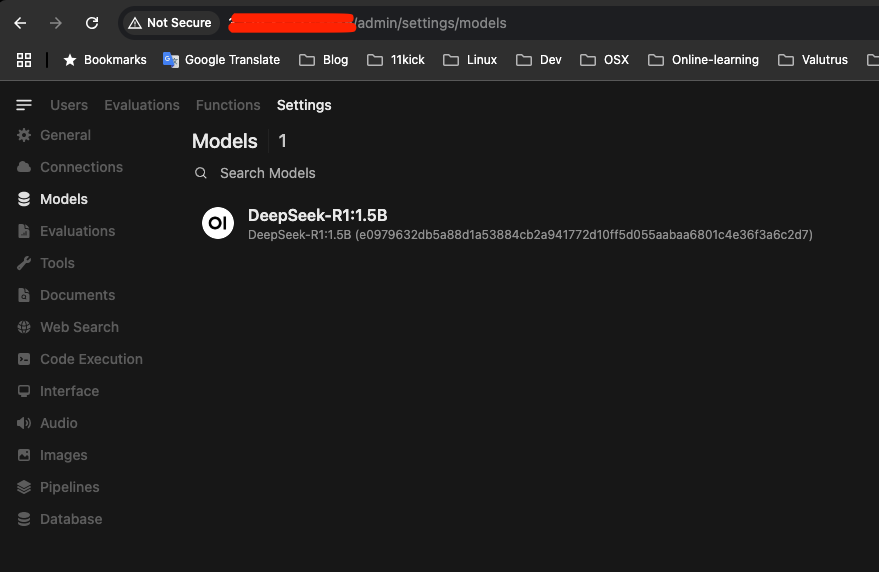 Not Secure /admin/settings/models
Bookmarks Google Translate Blog 11kick Linux Dev OSX Online-learning Valutrus
Users Evaluations Functions Settings
General
Connections
Models
Evaluations
Tools
Documents
Web Search
Code Execution
Interface
Audio
Images
Pipelines
Database
Models 1
Search Models
OI DeepSeek-R1:1.5B
DeepSeek-R1:1.5B (e0979632db5a88d1a53884cb2a941772d10ff5d055aabaa6801c4e36f3a6c2d7)